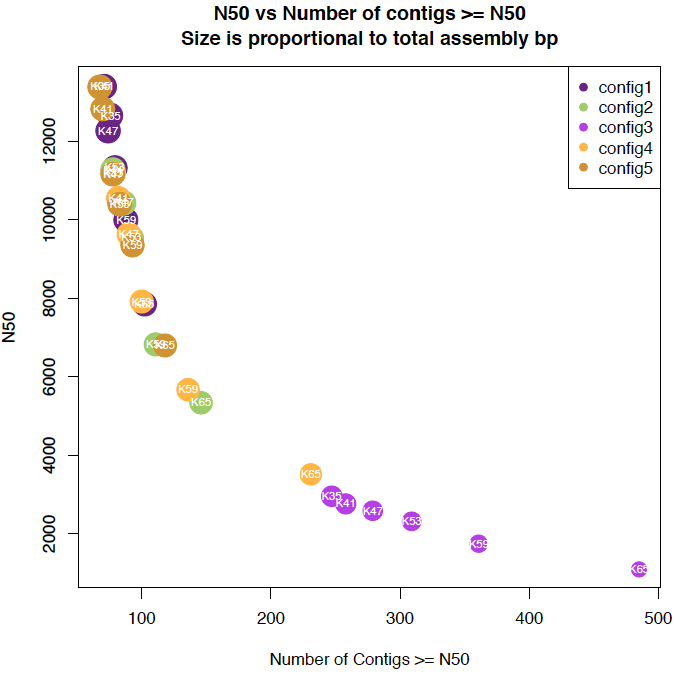 N50 vs Number of contigs >= N50
Size is proportional to total assembly bp
config1
config2
config3
config4
config5
N50
12000
10000
8000
6000
4000
2000
K41
K35
K47
K59
K59
K65
K59
K65
K65
K35
K41
K47
K53
K59
K65
100
200
300
400
500
Number of Contigs >= N50